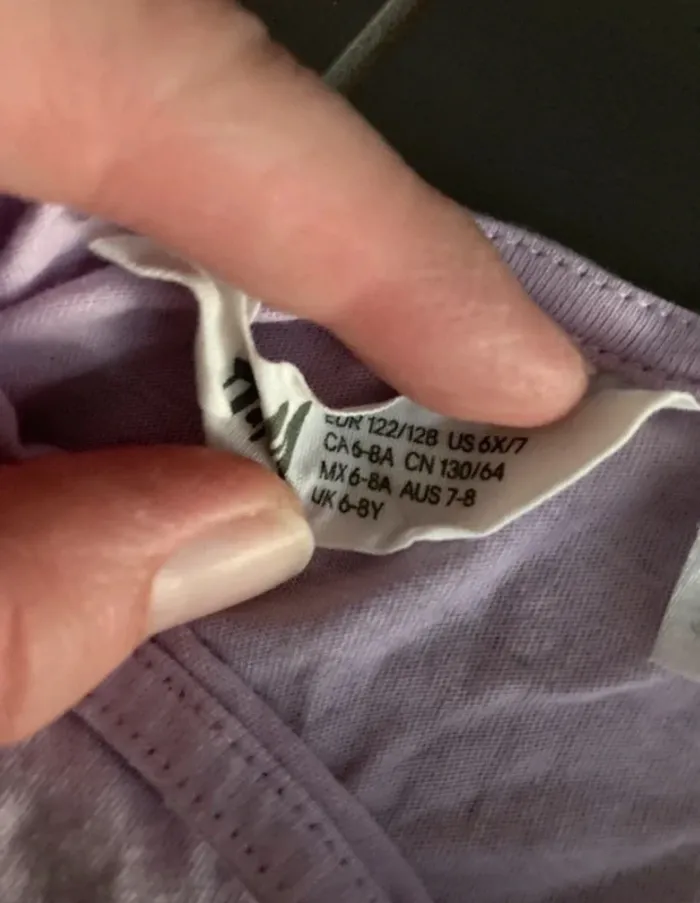 H&M
EUR 122/128 US 6X/7
CA 6-8A CN 130/64
MX 6-8A AUS 7-8
UK 6-8Y